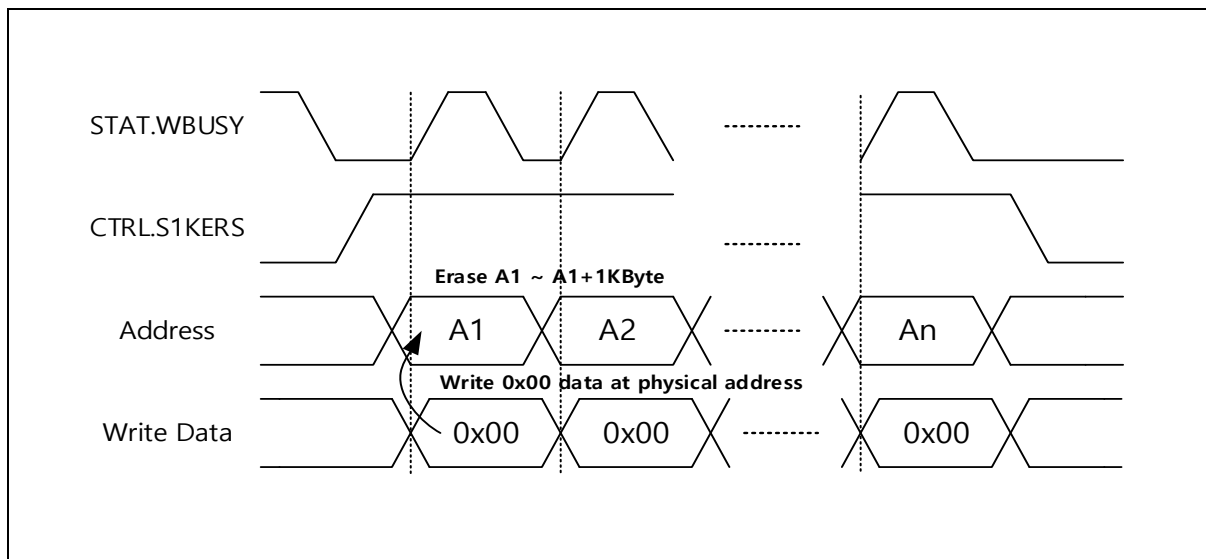 STAT.WBUSY
CTRL.S1KERS
Erase A1 ~ A1+1KByte
Address A1 A2 An
Write 0x00 data at physical address
Write Data 0x00 0x00 0x00